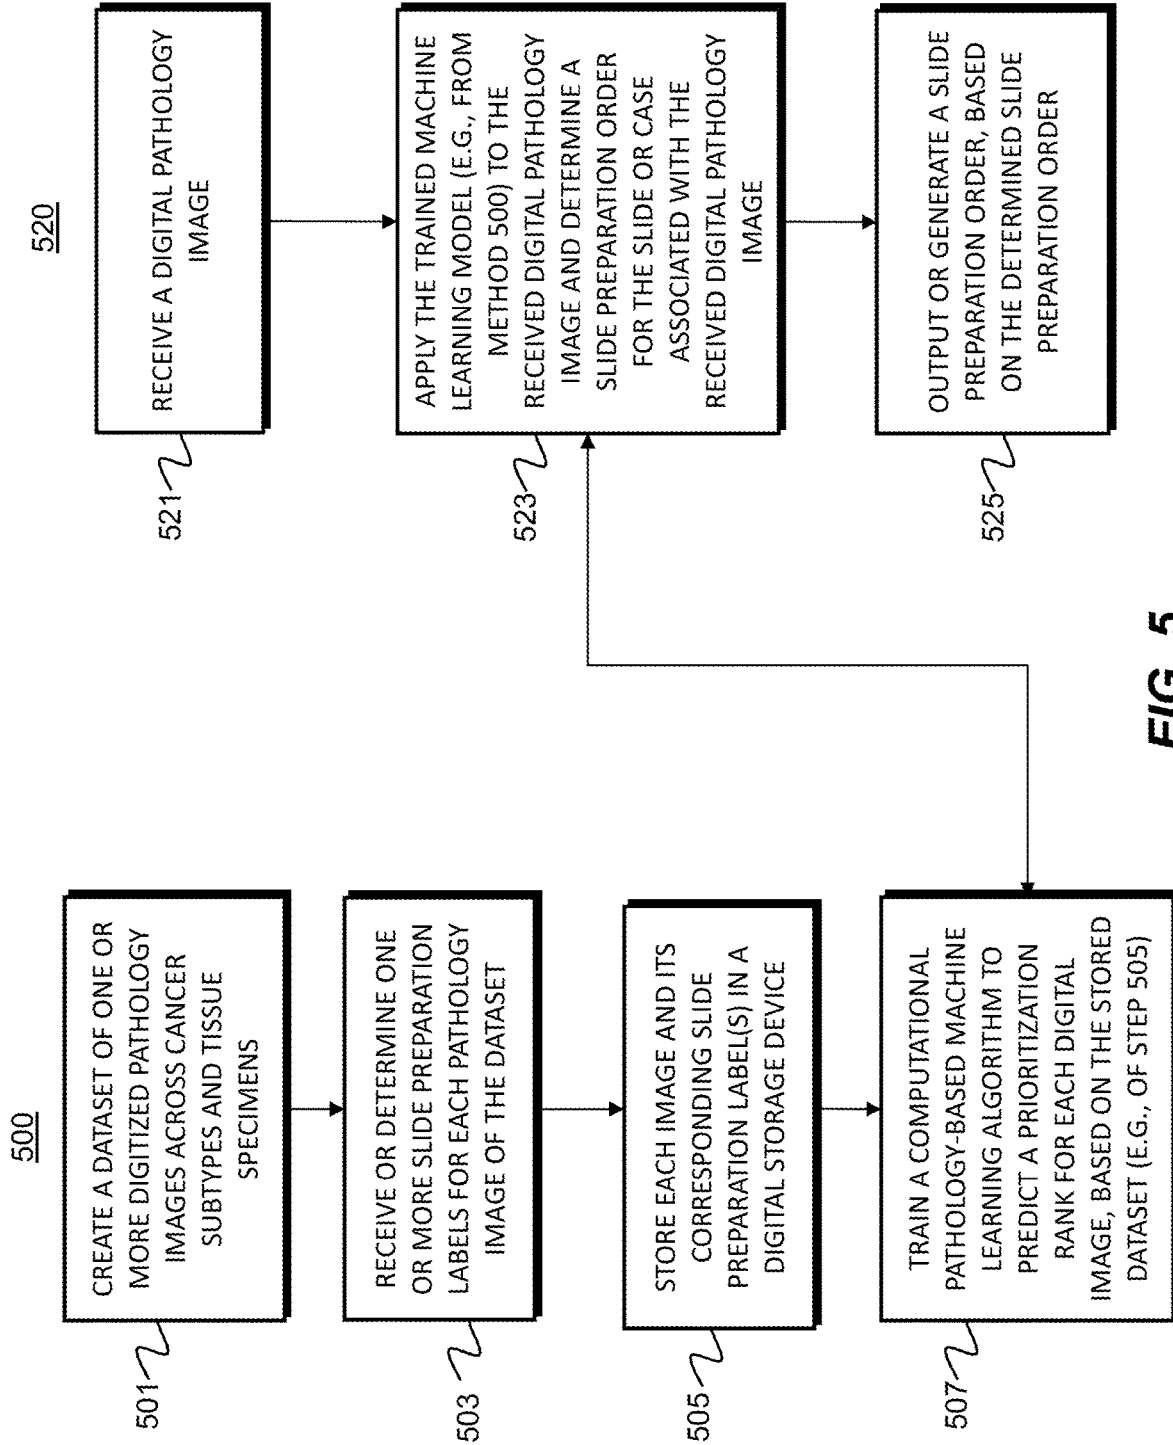 500
501
CREATE A DATASET OF ONE OR
MORE DIGITIZED PATHOLOGY
IMAGES ACROSS CANCER
SUBTYPES AND TISSUE
SPECIMENS
503
RECEIVE OR DETERMINE ONE
OR MORE SLIDE PREPARATION
LABELS FOR EACH PATHOLOGY
IMAGE OF THE DATASET
505
STORE EACH IMAGE AND ITS
CORRESPONDING SLIDE
PREPARATION LABEL(S) IN A
DIGITAL STORAGE DEVICE
507
TRAIN A COMPUTATIONAL
PATHOLOGY-BASED MACHINE
LEARNING ALGORITHM TO
PREDICT A PRIORITIZATION
RANK FOR EACH DIGITAL
IMAGE, BASED ON THE STORED
DATASET (E.G., OF STEP 505)
520
521
RECEIVE A DIGITAL PATHOLOGY
IMAGE
523
APPLY THE TRAINED MACHINE
LEARNING MODEL (E.G., FROM
METHOD 500) TO THE
RECEIVED DIGITAL PATHOLOGY
IMAGE AND DETERMINE A
SLIDE PREPARATION ORDER
FOR THE SLIDE OR CASE
ASSOCIATED WITH THE
RECEIVED DIGITAL PATHOLOGY
IMAGE
525
OUTPUT OR GENERATE A SLIDE
PREPARATION ORDER, BASED
ON THE DETERMINED SLIDE
PREPARATION ORDER
FIG. 5